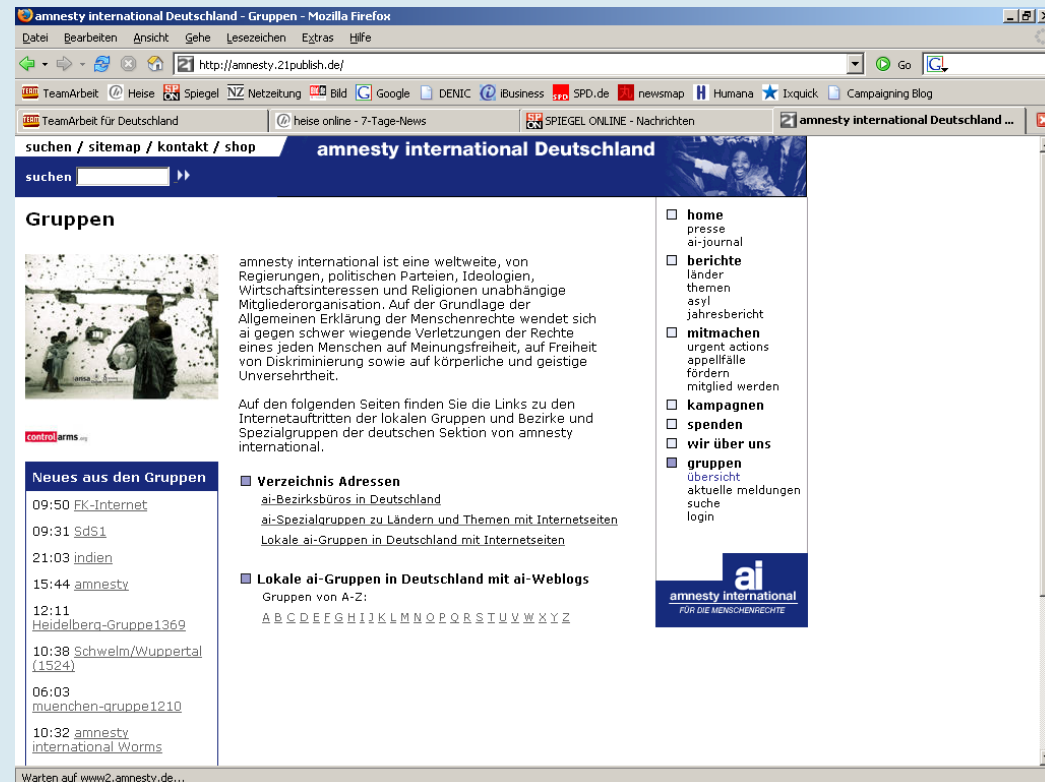 amnesty international Deutschland - Gruppen - Mozilla Firefox
Datei Bearbeiten Ansicht Gehe Lesezeichen Extras Hilfe
http://amnesty.21publish.de/ Go
TeamArbeit Heise Spiegel Netzeitung Bild Google DENIC iBusiness SPD.de newsmap Humana Ixquick Campaigning Blog
TeamArbeit für Deutschland heise online - 7-Tage-News SPIEGEL ONLINE - Nachrichten amnesty international Deutschland ...
suchen / sitemap / kontakt / shop
amnesty international Deutschland
suchen
Gruppen
controlarms.org
Neues aus den Gruppen
09:50 FK-Internet
09:31 SdS1
21:03 indien
15:44 amnesty
12:11
Heidelberg-Gruppe1369
10:38 Schwelm/Wuppertal
(1524)
06:03
muenchen-gruppe1210
10:32 amnesty
international Worms
amnesty international ist eine weltweite, von
Regierungen, politischen Parteien, Ideologien,
Wirtschaftsinteressen und Religionen unabhängige
Mitgliederorganisation. Auf der Grundlage der
Allgemeinen Erklärung der Menschenrechte wendet sich
ai gegen schwer wiegende Verletzungen der Rechte
eines jeden Menschen auf Meinungsfreiheit, auf Freiheit
von Diskriminierung sowie auf körperliche und geistige
Unversehrtheit.
Auf den folgenden Seiten finden Sie die Links zu den
Internetauftritten der lokalen Gruppen und Bezirke und
Spezialgruppen der deutschen Sektion von amnesty
international.
Verzeichnis Adressen
ai-Bezirksbüros in Deutschland
ai-Spezialgruppen zu Ländern und Themen mit Internetseiten
Lokale ai-Gruppen in Deutschland mit Internetseiten
Lokale ai-Gruppen in Deutschland mit ai-Weblogs
Gruppen von A-Z:
A B C D E F G H I J K L M N O P Q R S T U V W X Y Z
home
presse
ai-journal
berichte
länder
themen
asyl
jahresbericht
mitmachen
urgent actions
appellfälle
fördern
mitglied werden
kampagnen
spenden
wir über uns
gruppen
übersicht
aktuelle meldungen
suche
login
ai
amnesty international
FÜR DIE MENSCHENRECHTE
Warten auf www2.amnesty.de...